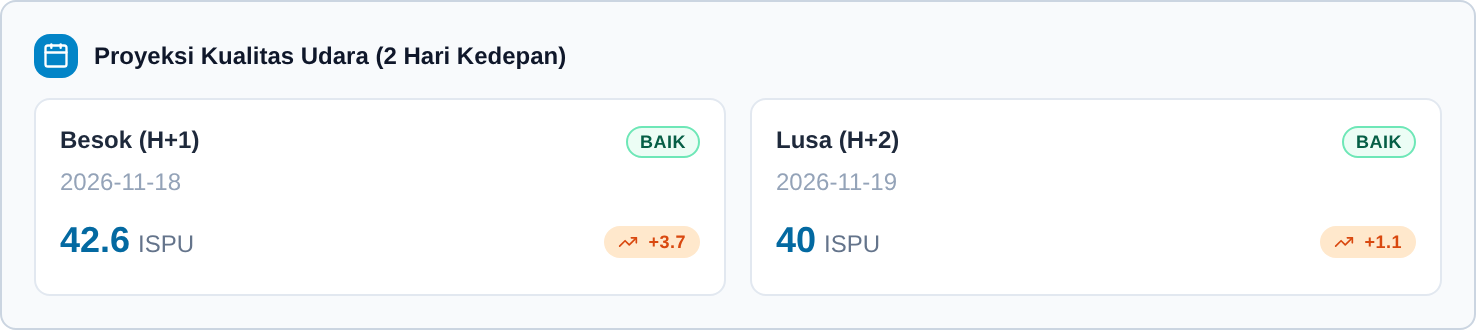 Proyeksi Kualitas Udara (2 Hari Kedepan)
Besok (H+1)
BAIK
2026-11-18
42.6 ISPU
+3.7
Lusa (H+2)
BAIK
2026-11-19
40 ISPU
+1.1